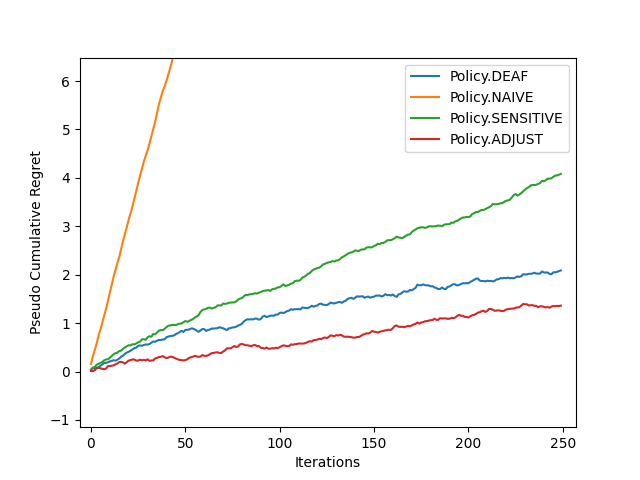 Policy.DEAF
Policy.NAIVE
Policy.SENSITIVE
Policy.ADJUST
Pseudo Cumulative Regret
6
5
4
3
2
1
0
−1
0 50 100 150 200 250
Iterations